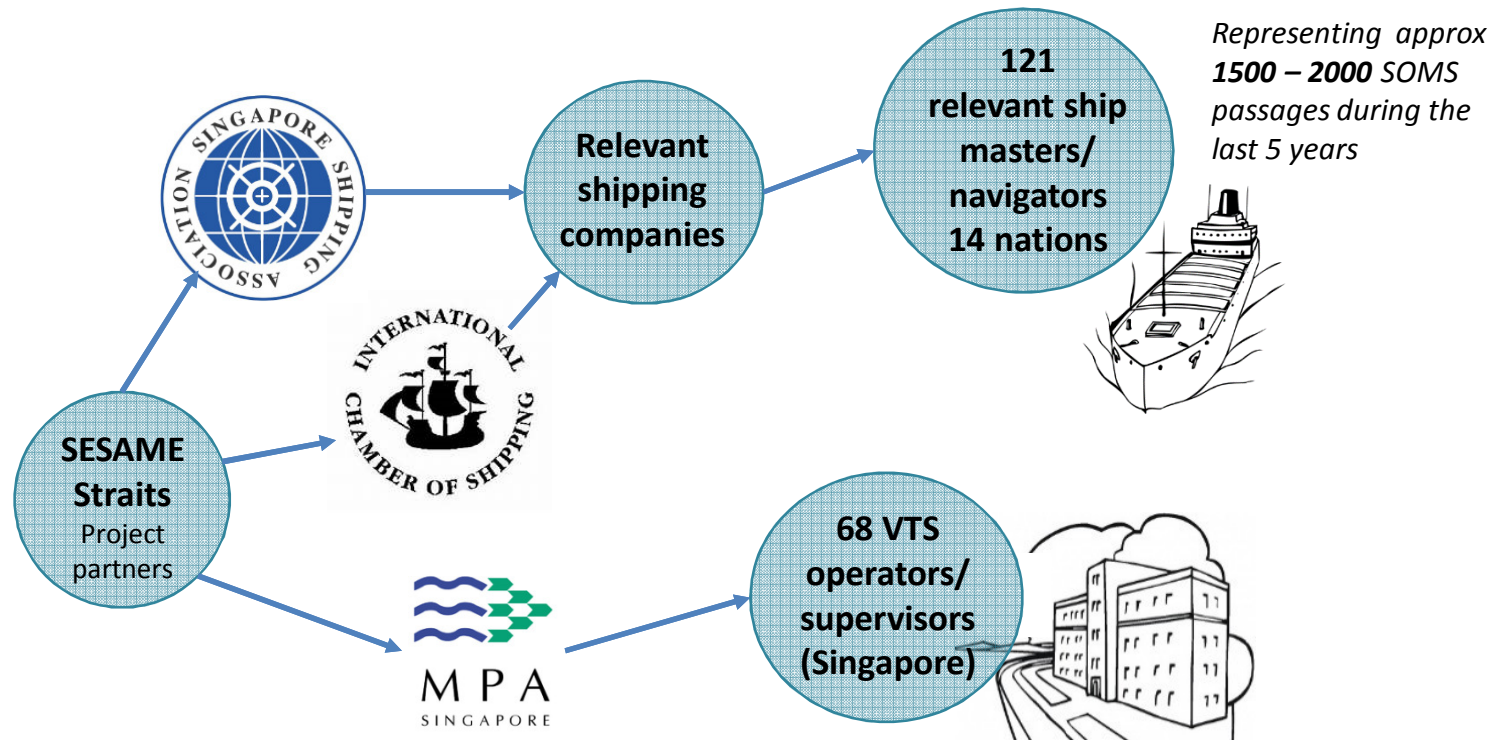 SINGAPORE SHIPPING ASSOCIATION
Relevant
shipping
companies
121
relevant ship
masters/
navigators
14 nations
Representing approx
1500 – 2000 SOMS
passages during the
last 5 years
INTERNATIONAL
CHAMBER OF SHIPPING
SESAME
Straits
Project
partners
MPA
SINGAPORE
68 VTS
operators/
supervisors
(Singapore)